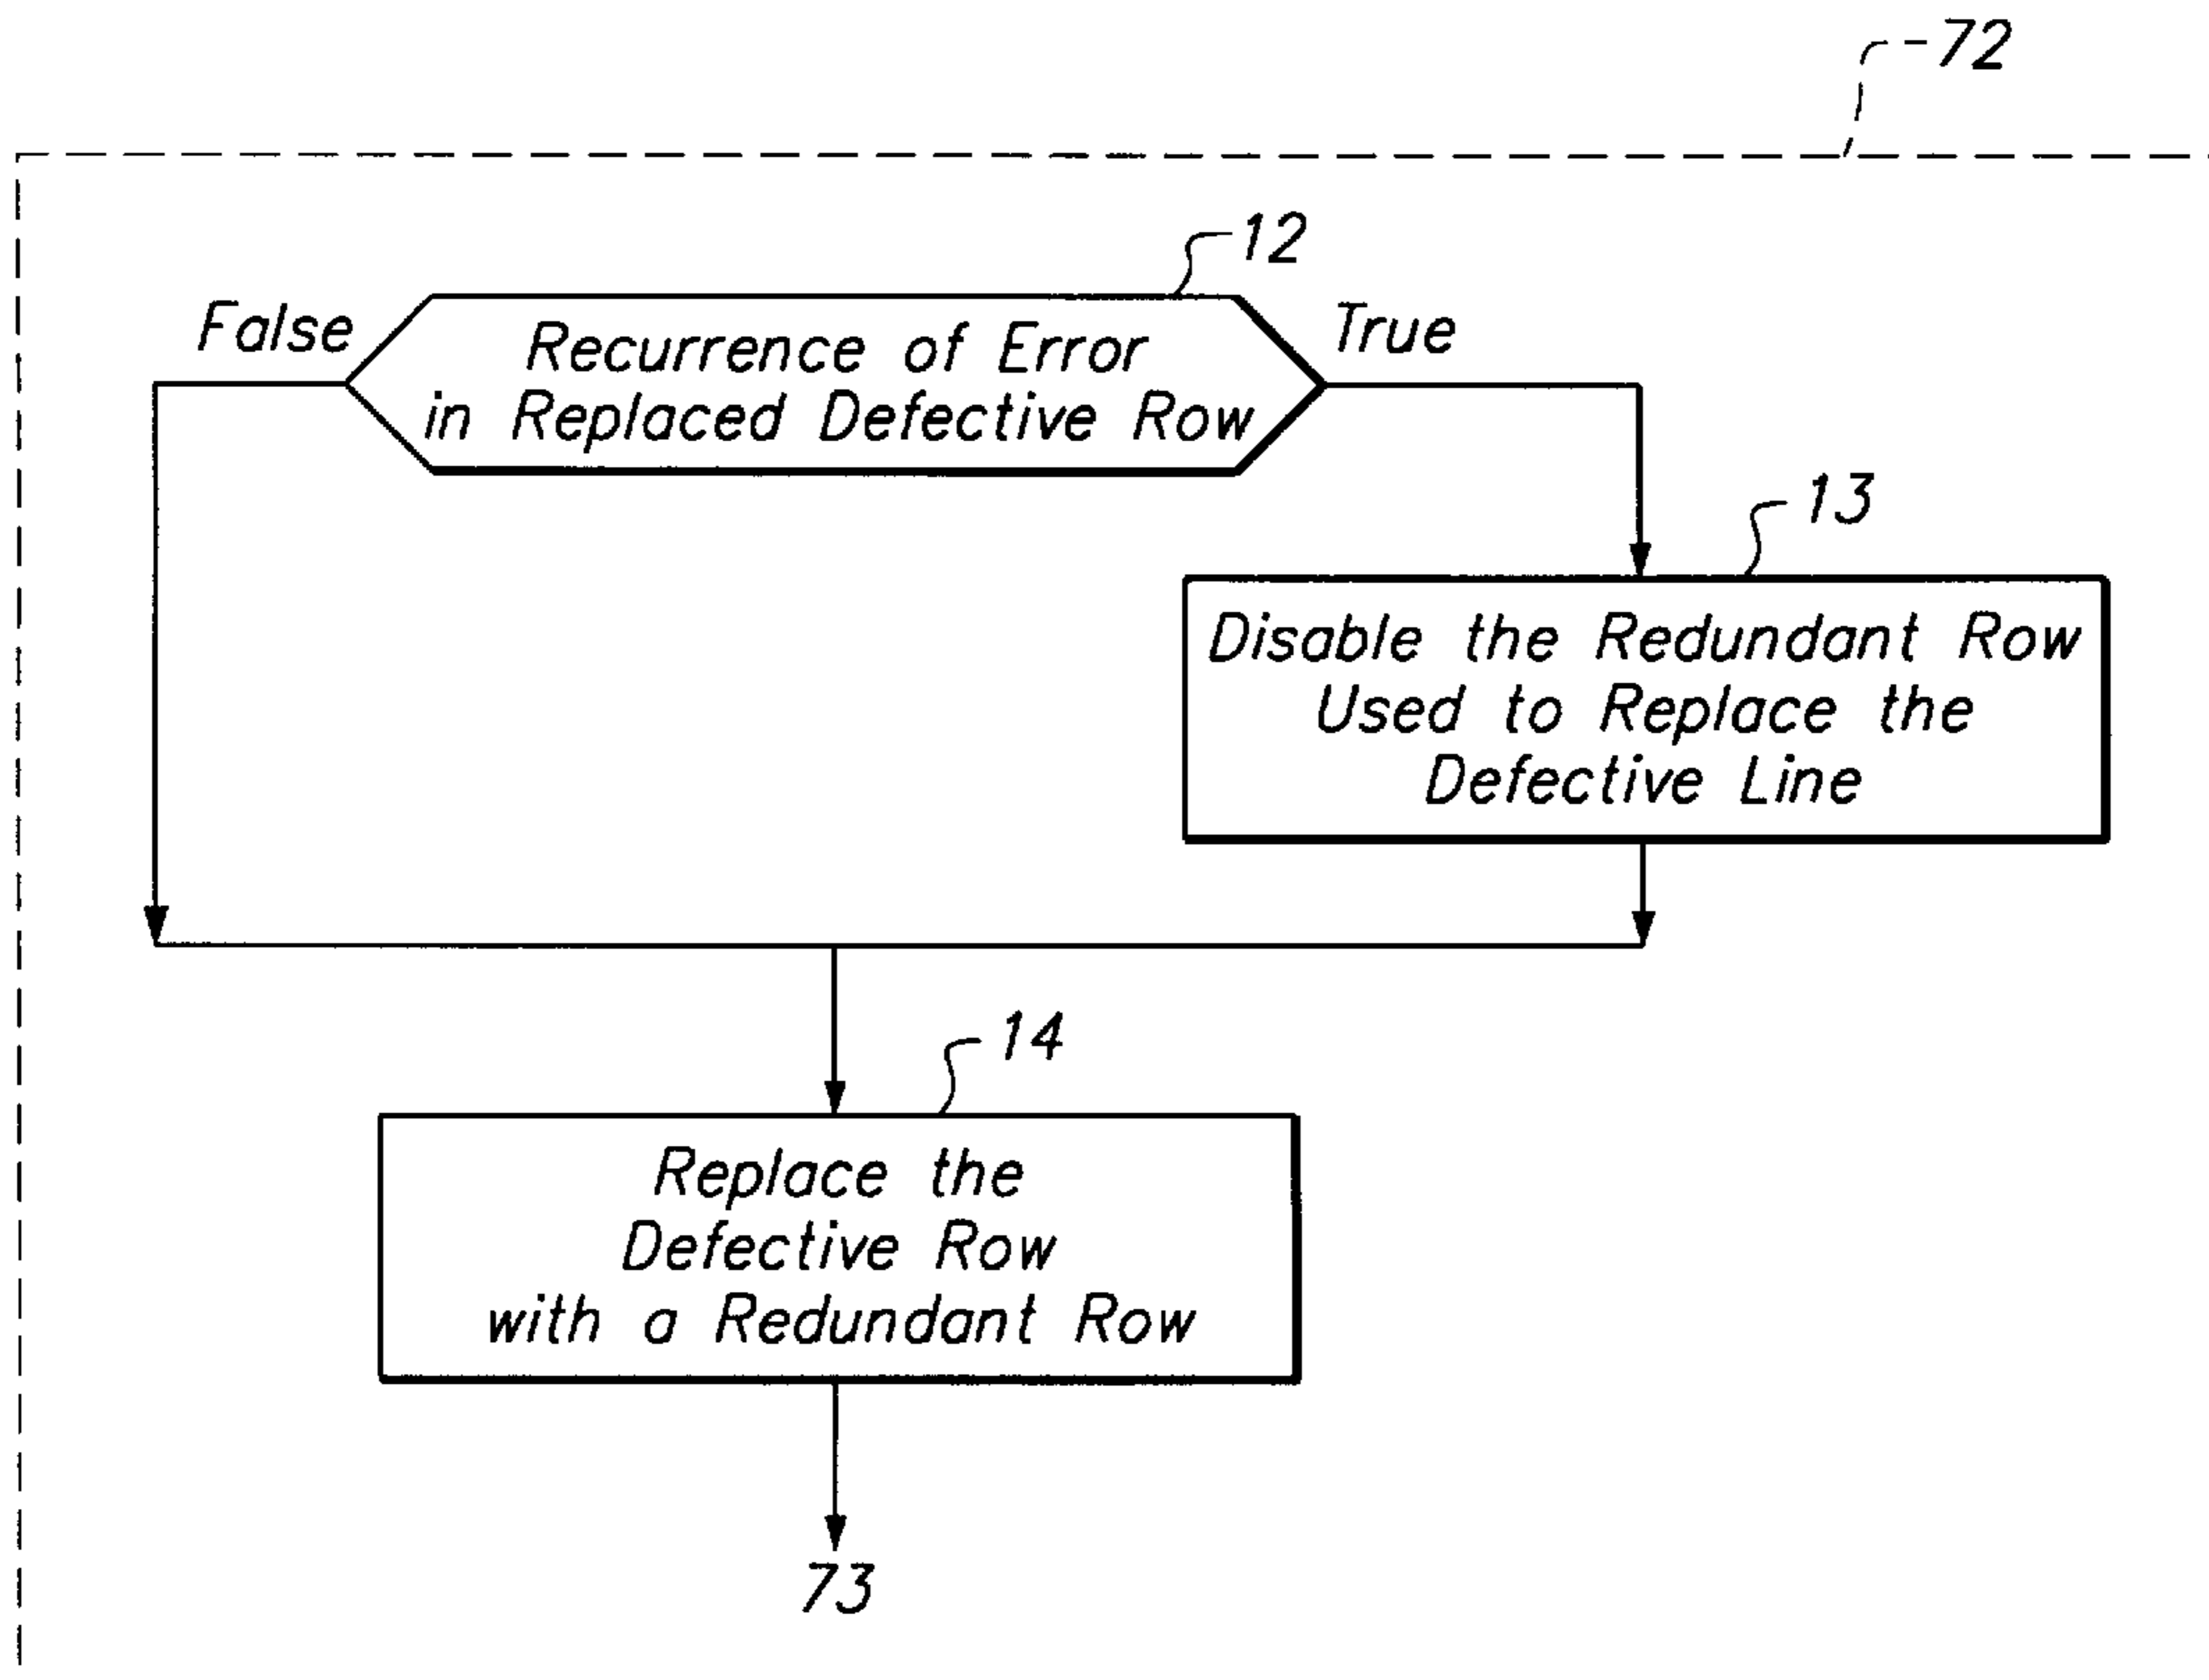 72
12
False
True
Recurrence of Error
in Replaced Defective Row
13
Disable the Redundant Row
Used to Replace the
Defective Line
14
Replace the
Defective Row
with a Redundant Row
73